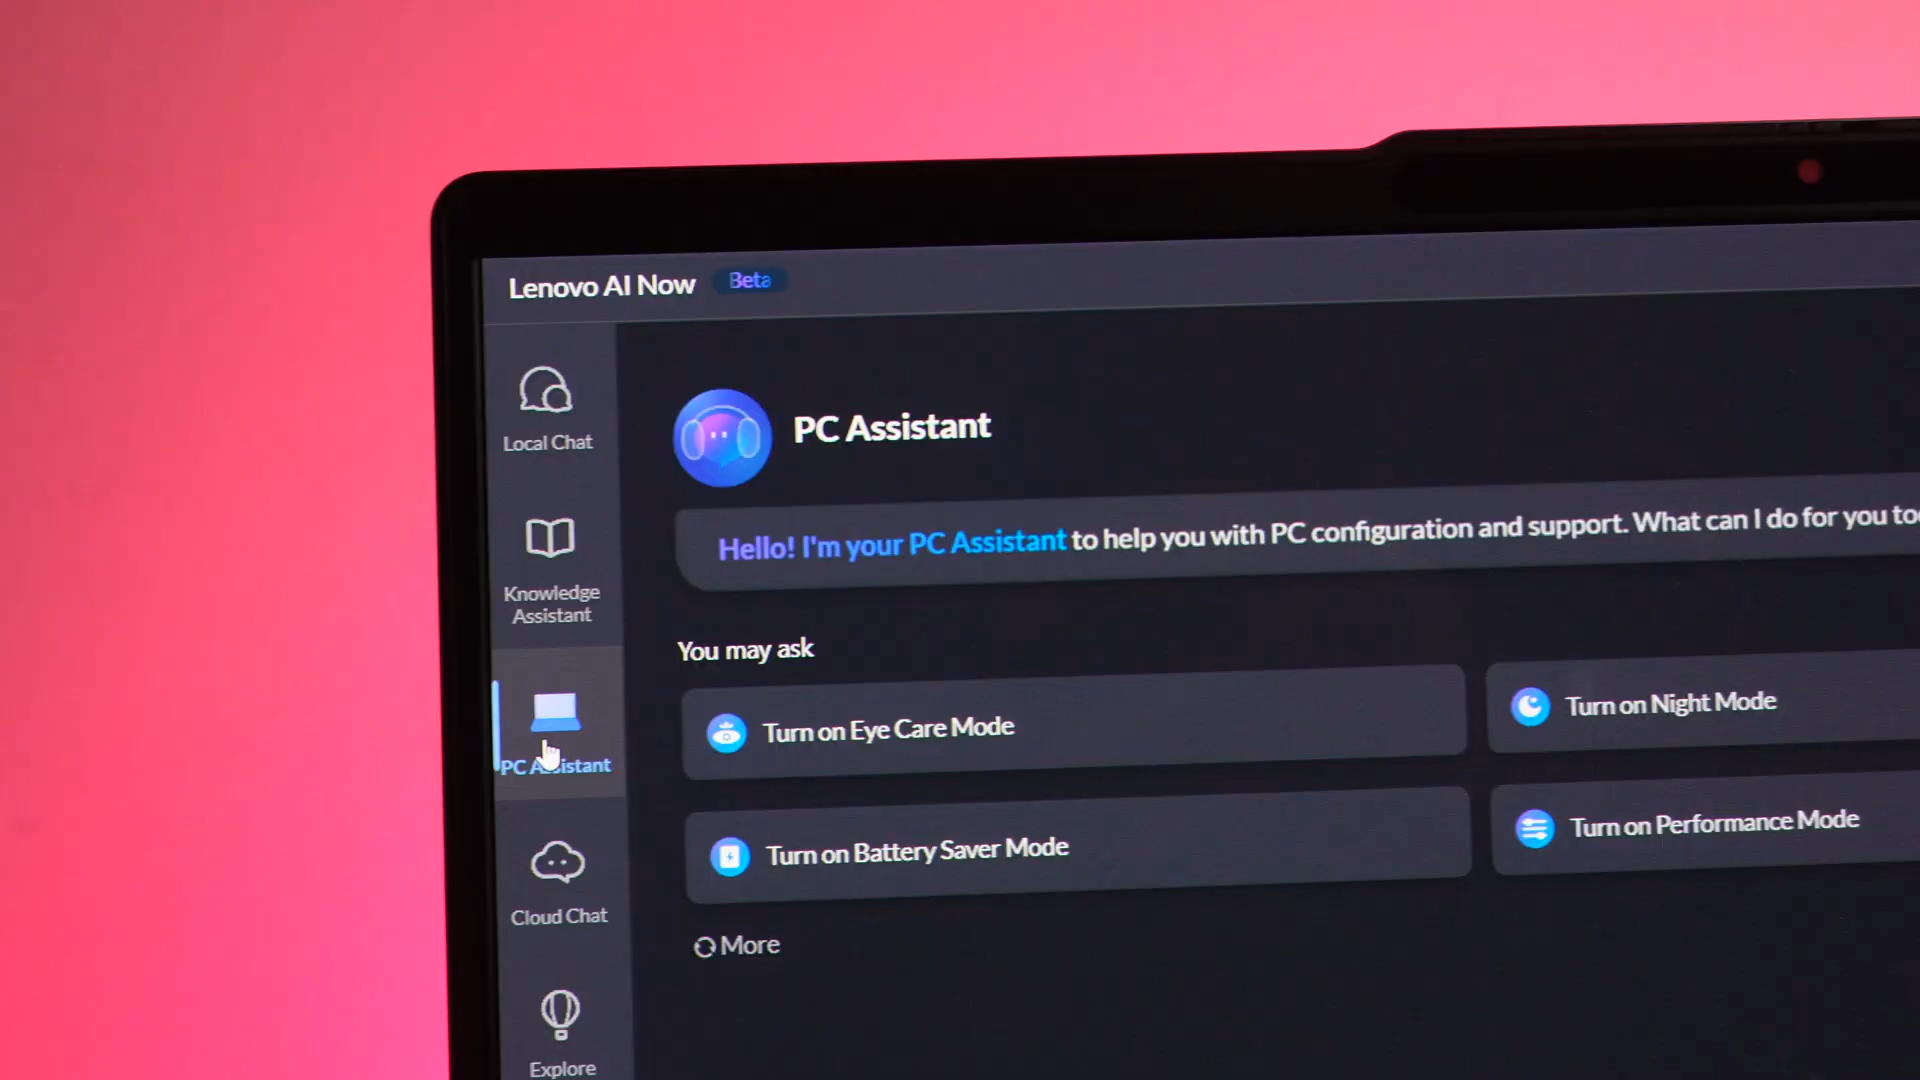 Lenovo AI Now Beta
Local Chat
Knowledge
Assistant
PC Assistant
Cloud Chat
Explore
PC Assistant
Hello! I'm your PC Assistant to help you with PC configuration and support. What can I do for you
You may ask
Turn on Eye Care Mode
Turn on Night Mode
Turn on Battery Saver Mode
Turn on Performance Mode
More